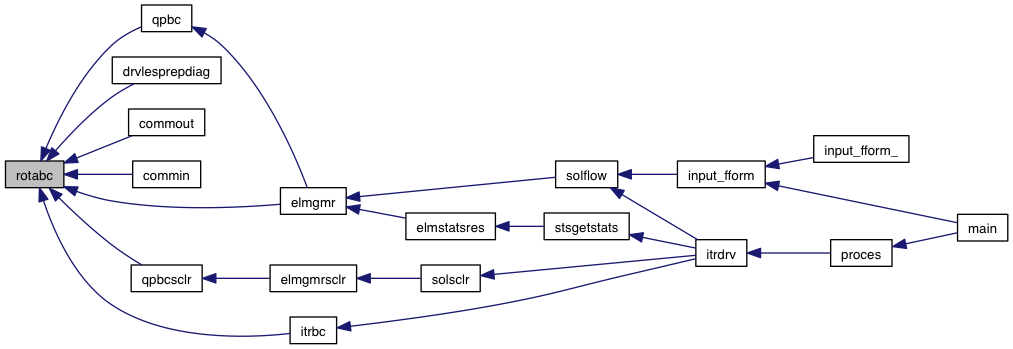 qpbc
drvlesprepdiag
commout
input_fform_
rotabc
commin
solflow
input_fform
elmgmr
elmstatsres
stsgetstats
main
itrdrv
proces
qpbcsclr
elmgmrsclr
solsclr
itrbc